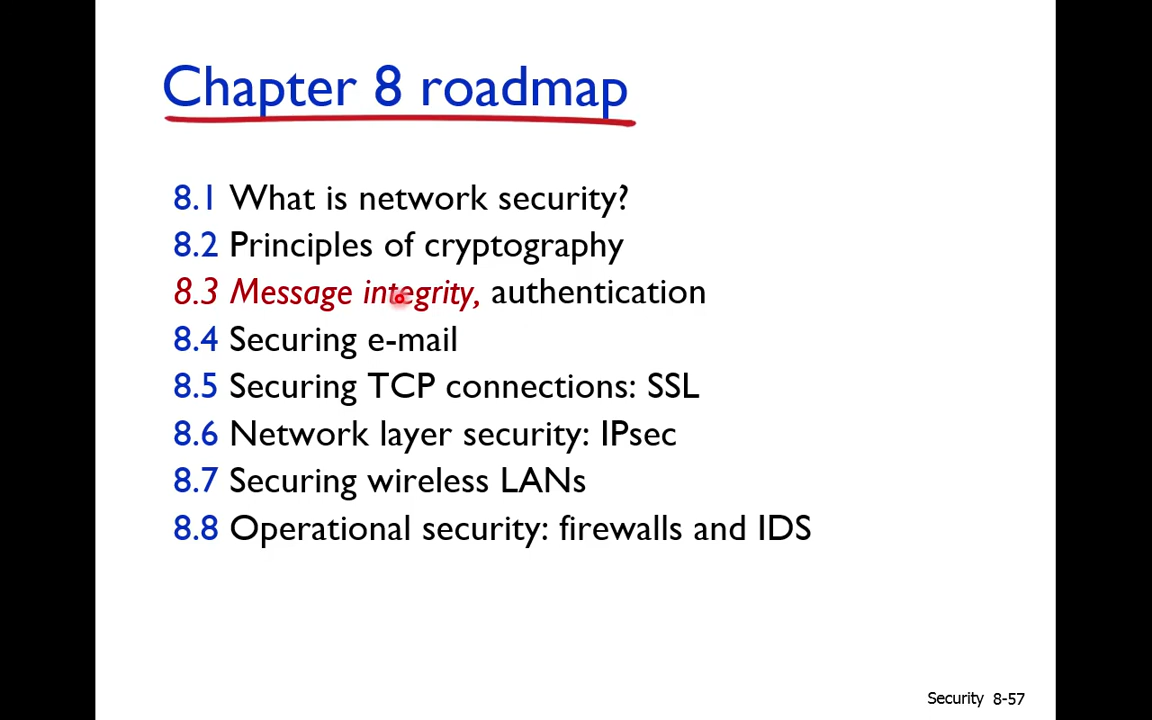 Chapter 8 roadmap
8.1 What is network security?
8.2 Principles of cryptography
8.3 Message integrity, authentication
8.4 Securing e-mail
8.5 Securing TCP connections: SSL
8.6 Network layer security: IPsec
8.7 Securing wireless LANs
8.8 Operational security: firewalls and IDS
Security 8-57